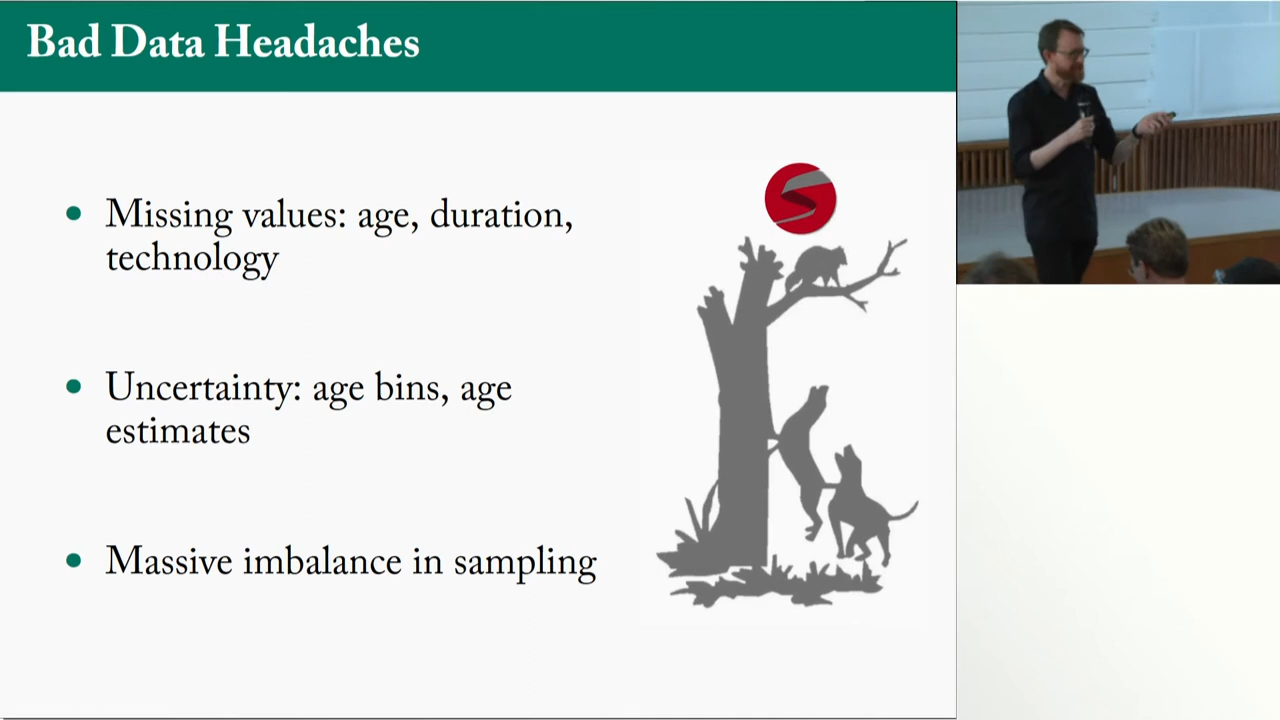 Bad Data Headaches
Missing values: age, duration,
technology
Uncertainty: age bins, age
estimates
Massive imbalance in sampling